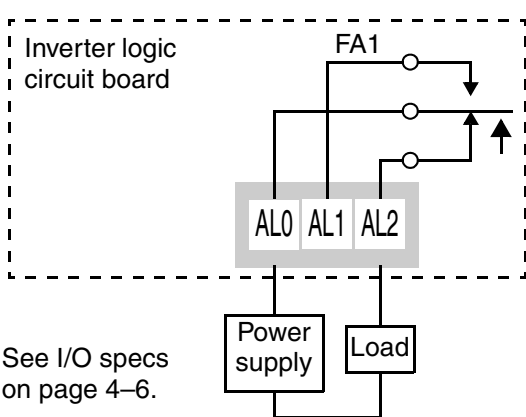 Inverter logic
circuit board
FA1
AL0 AL1 AL2
Power
supply
Load
See I/O specs
on page 4–6.